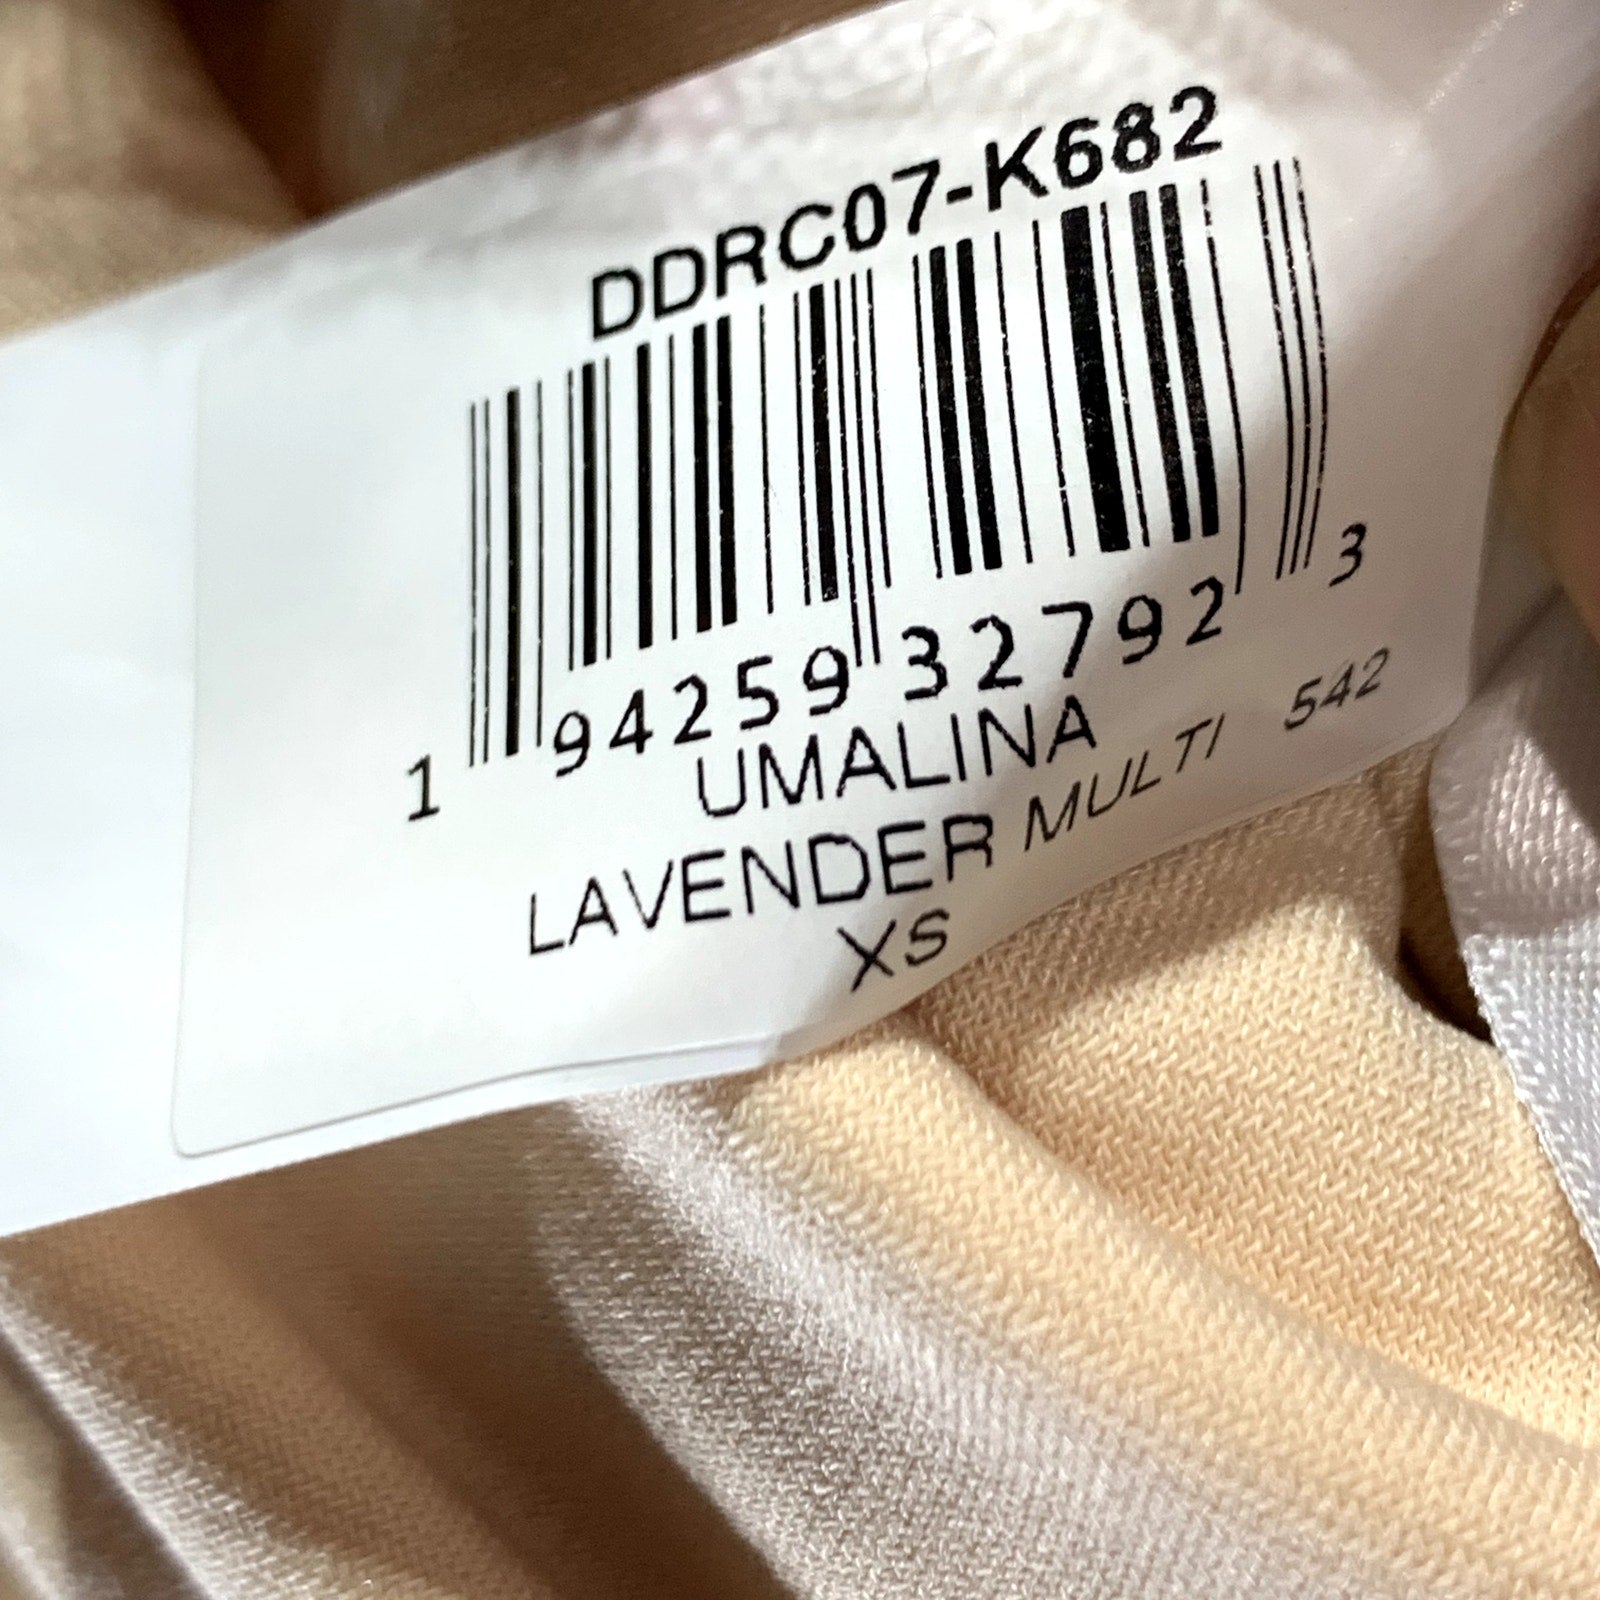 DDRC07-K682
1 94259 32792 3
UMALINA
LAVENDER MULTI 542
XS